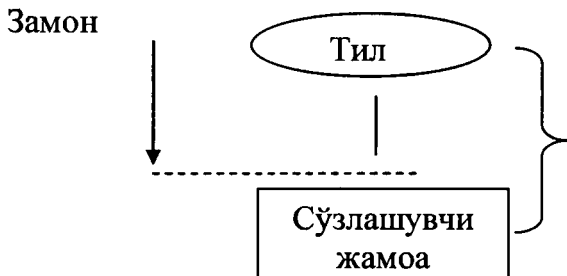 Замон
Тил
Сўзлашувчи
жамоа